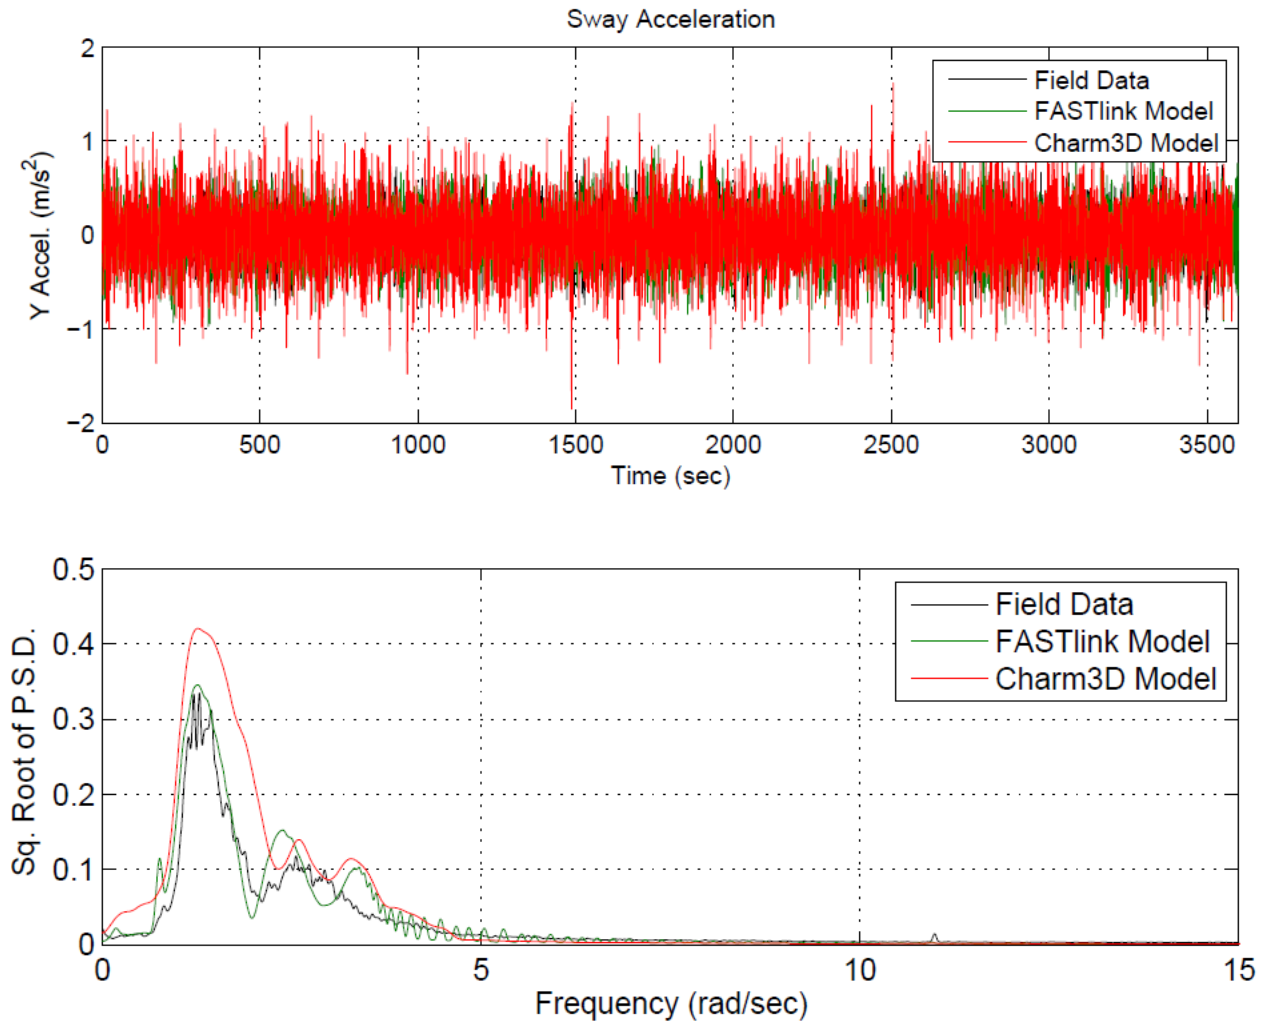 Sway Acceleration
2
1
0
−1
−2
Y Accel. (m/s²)
Field Data
FASTlink Model
Charm3D Model
0 500 1000 1500 2000 2500 3000 3500
Time (sec)
0.5
0.4
0.3
0.2
0.1
0
Sq. Root of P.S.D.
Field Data
FASTlink Model
Charm3D Model
0 5 10 15
Frequency (rad/sec)